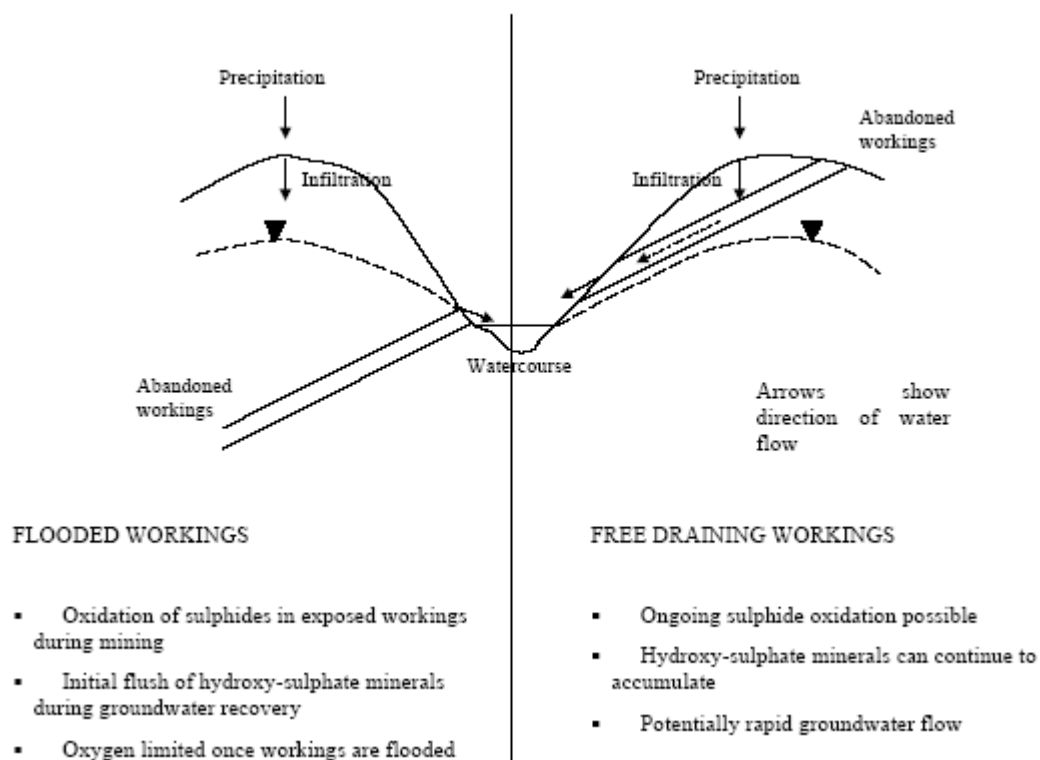 Precipitation
Precipitation
Abandoned
workings
Infiltration
Infiltration
Watercourse
Abandoned
workings
Arrows show
direction of water
flow
FLOODED WORKINGS
▪ Oxidation of sulphides in exposed workings
during mining
▪ Initial flush of hydroxy-sulphate minerals
during groundwater recovery
▪ Oxygen limited once workings are flooded
FREE DRAINING WORKINGS
▪ Ongoing sulphide oxidation possible
▪ Hydroxy-sulphate minerals can continue to
accumulate
▪ Potentially rapid groundwater flow